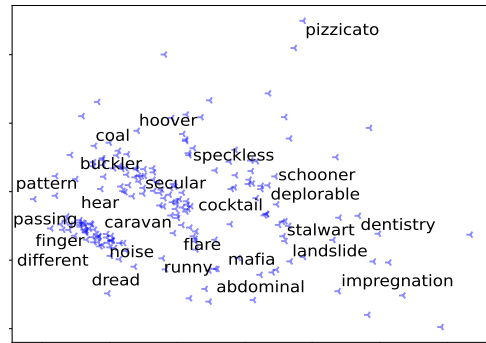 pizzicato
hoover
coal
buckler
speckless
schooner
pattern
secular
deplorable
hear
cocktail
passing
caravan
stalwart
dentistry
finger
noise
flare
landslide
different
runny
mafia
dread
abdominal
impregnation